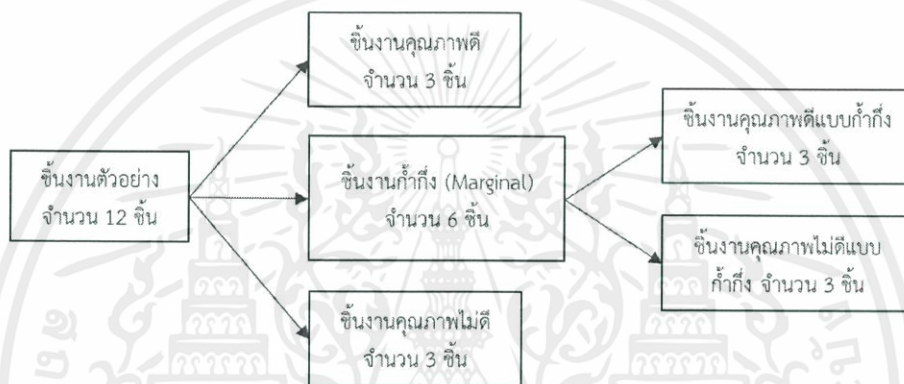 ชิ้นงานคุณภาพดี
จำนวน 3 ชิ้น
ชิ้นงานตัวอย่าง
จำนวน 12 ชิ้น
ชิ้นงานก้ำกึ่ง (Marginal)
จำนวน 6 ชิ้น
ชิ้นงานคุณภาพดีแบบก้ำกึ่ง
จำนวน 3 ชิ้น
ชิ้นงานคุณภาพไม่ดีแบบ
ก้ำกึ่ง จำนวน 3 ชิ้น
ชิ้นงานคุณภาพไม่ดี
จำนวน 3 ชิ้น